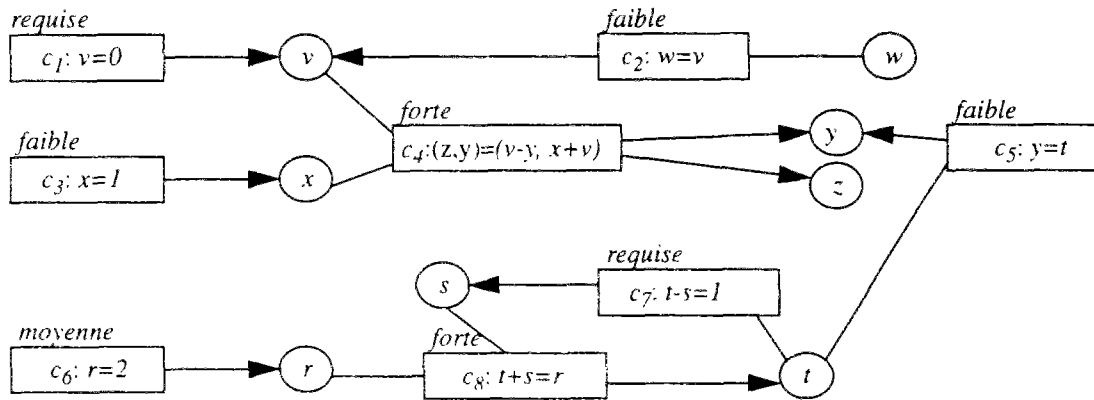 requise
c1: v=0
v
faible
c2: w=v
w
faible
c3: x=1
x
forte
c4:(z,y)=(v-y, x+v)
y
z
faible
c5: y=t
s
requise
c7: t-s=1
moyenne
c6: r=2
r
forte
c8: t+s=r
t